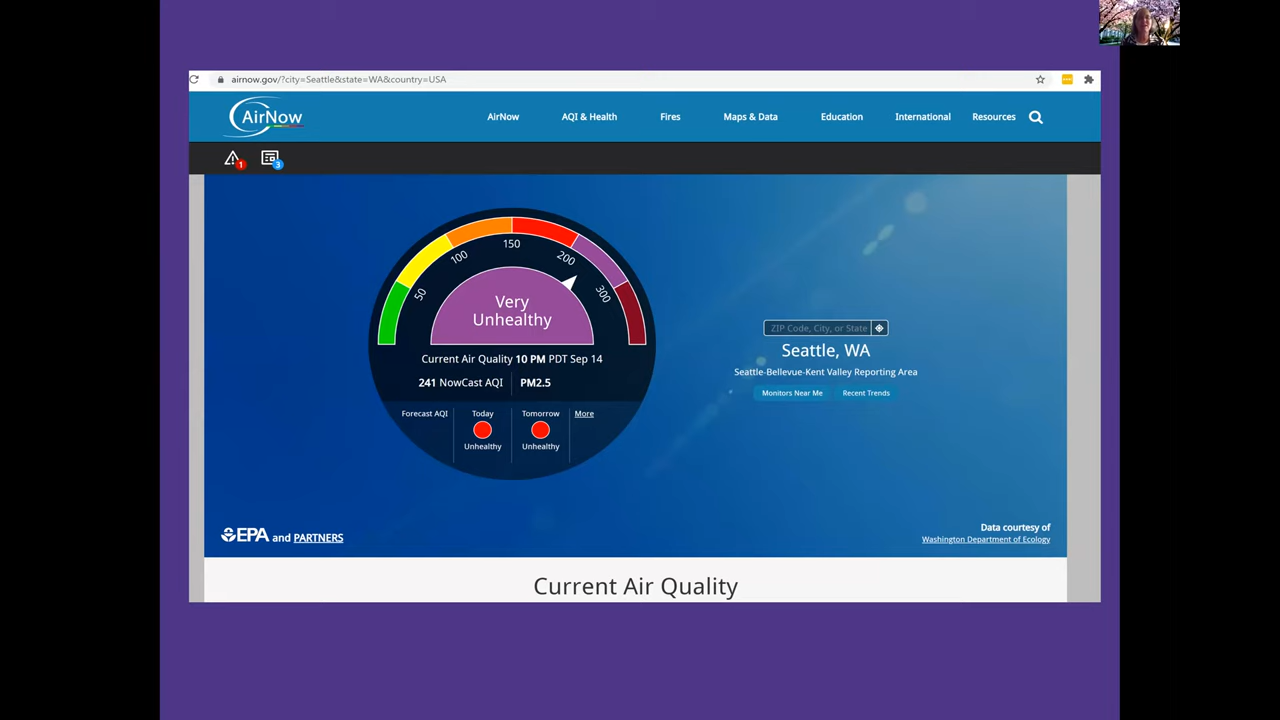 airnow.gov/?city=Seattle&state=WA&country=USA
AirNow
AirNow AQI & Health Fires Maps & Data Education International Resources
1 3
50 100 150 200 300
Very
Unhealthy
Current Air Quality 10 PM PDT Sep 14
241 NowCast AQI PM2.5
Forecast AQI Today Tomorrow More
Unhealthy Unhealthy
ZIP Code, City, or State
Seattle, WA
Seattle-Bellevue-Kent Valley Reporting Area
Monitors Near Me Recent Trends
EPA and PARTNERS
Data courtesy of
Washington Department of Ecology
Current Air Quality